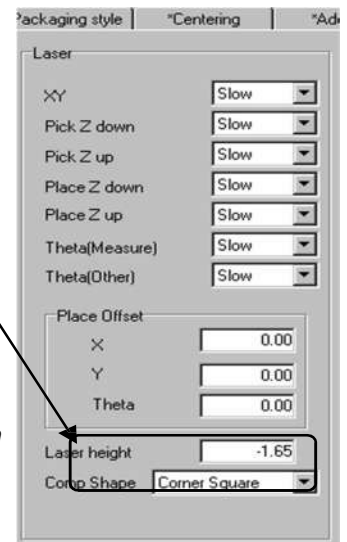 Packaging style *Centering *Ad
Laser
XY Slow
Pick Z down Slow
Pick Z up Slow
Place Z down Slow
Place Z up Slow
Theta(Measure) Slow
Theta(Other) Slow
Place Offset
X 0.00
Y 0.00
Theta 0.00
Laser height -1.65
Comp Shape Corner Square